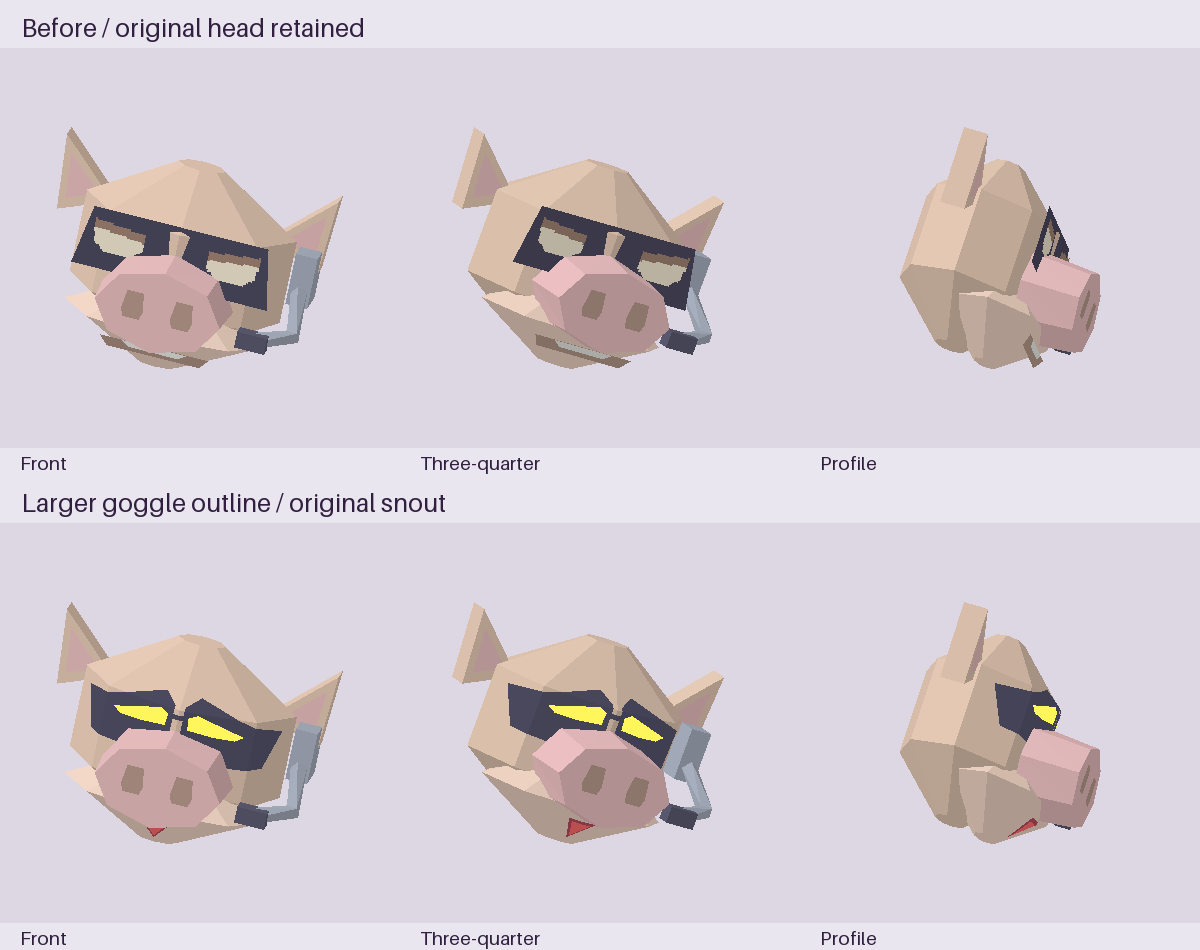 Before / original head retained
Front
Three-quarter
Profile
Larger goggle outline / original snout
Front
Three-quarter
Profile